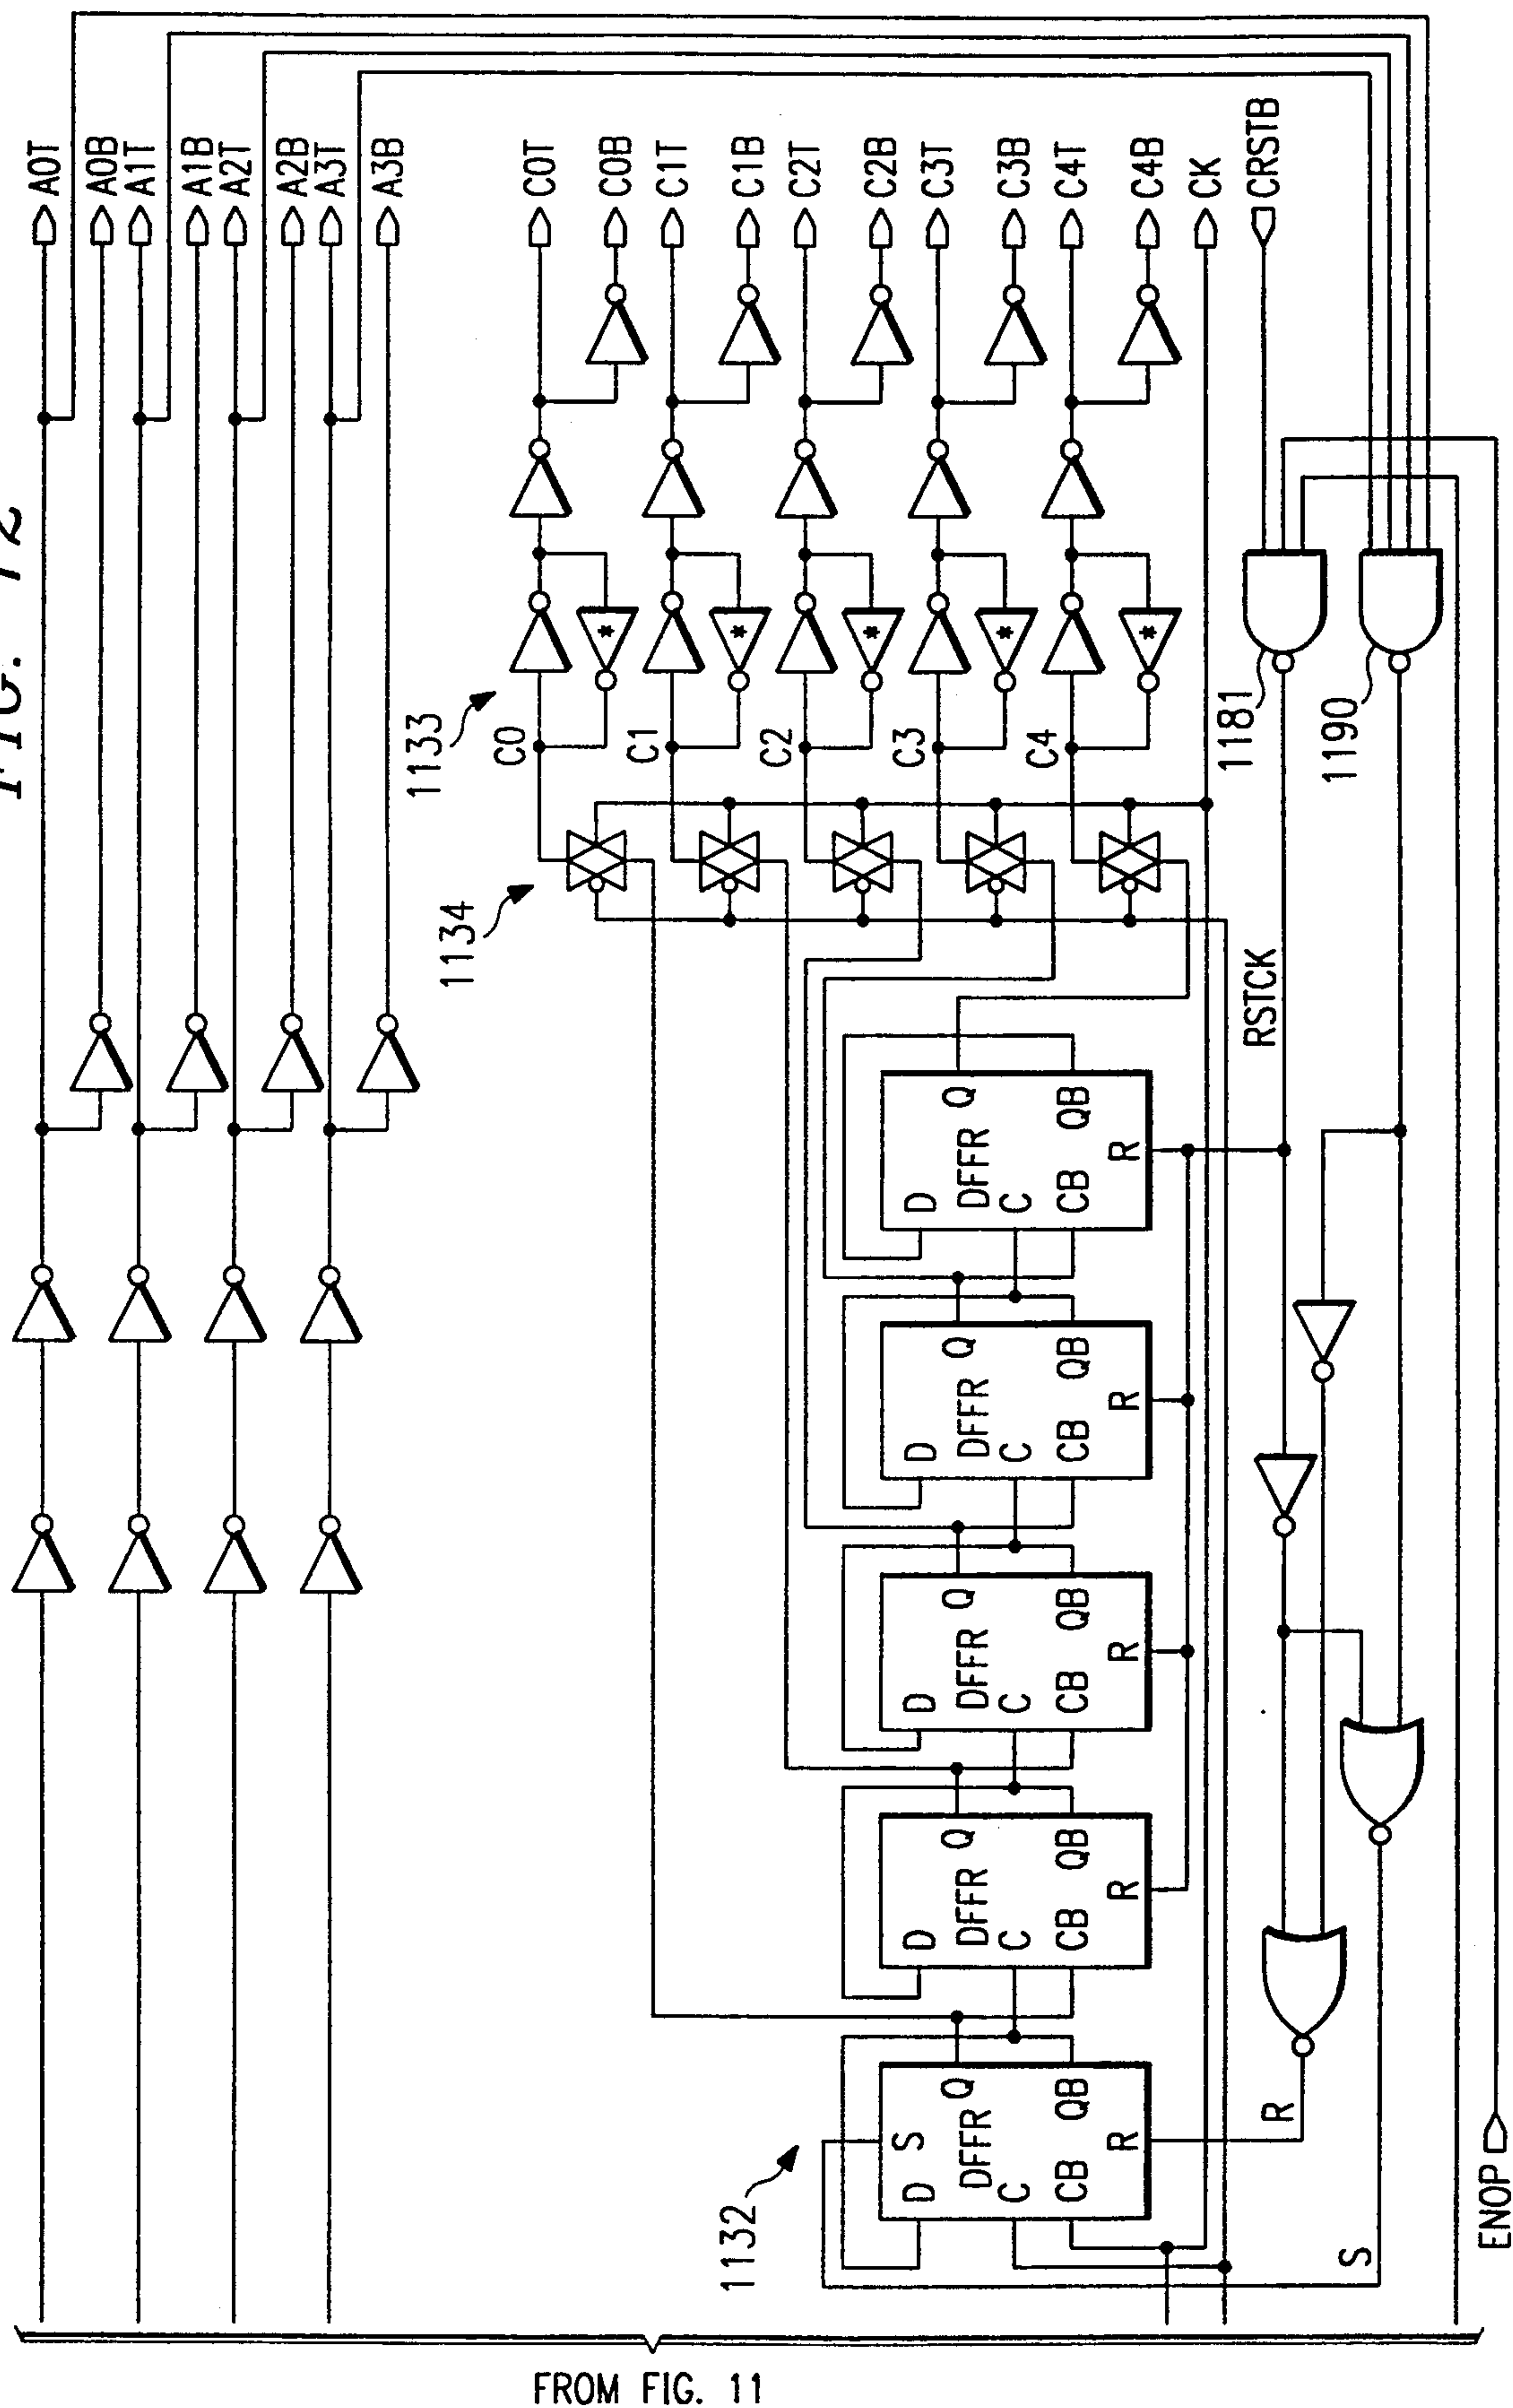 FIG. 12
A0T
A0B
A1T
A1B
A2T
A2B
A3T
A3B
C0T
C0B
C1T
C1B
C2T
C2B
C3T
C3B
C4T
C4B
CK
CRSTB
1133
C0
C1
C2
C3
C4
*
*
*
*
*
1181
1190
1134
RSTCK
D
DFFR
Q
C
CB
QB
R
D
DFFR
Q
C
CB
QB
R
D
DFFR
Q
C
CB
QB
R
D
DFFR
Q
C
CB
QB
R
1132
D
S
DFFR
Q
C
CB
QB
R
R
S
ENOP
FROM FIG. 11